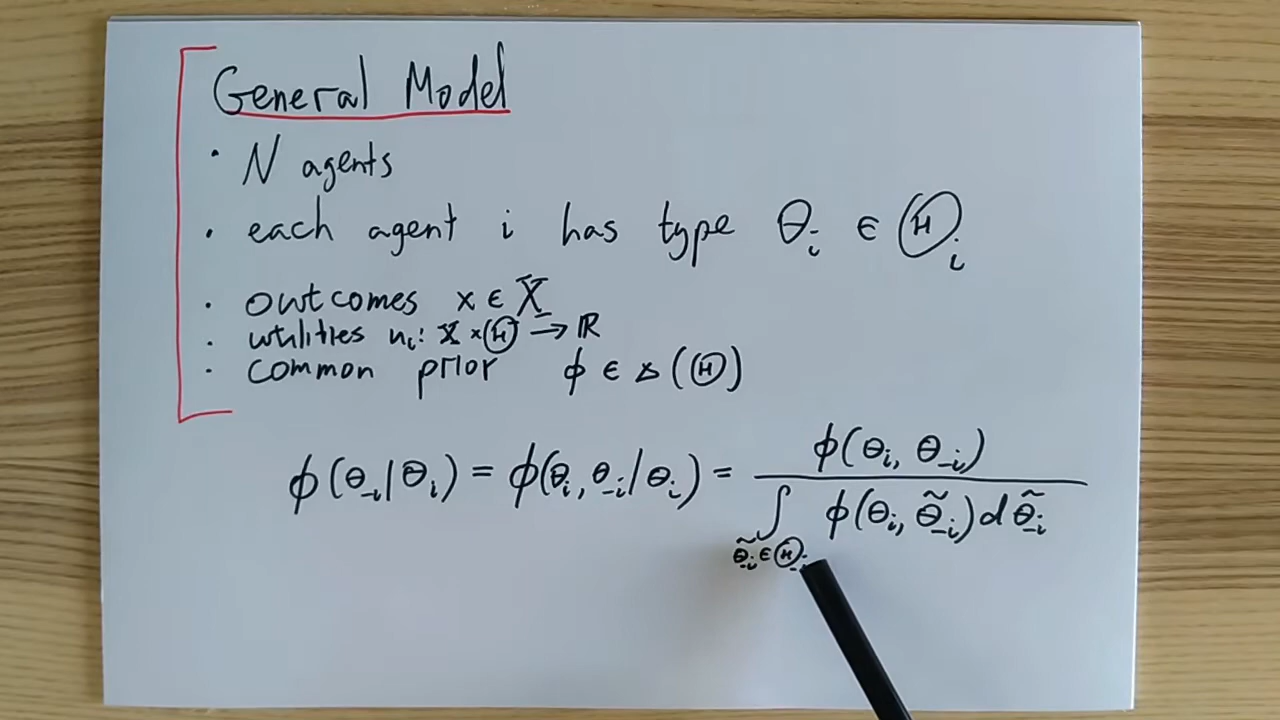 General Model
· N agents
· each agent i has type θᵢ ∈ Θᵢ
· outcomes x ∈ X
· utilities uᵢ: X × Θ → ℝ
· common prior ϕ ∈ Δ(Θ)
ϕ(θ₋ᵢ|θᵢ) = ϕ(θᵢ, θ₋ᵢ|θᵢ) = ϕ(θᵢ, θ₋ᵢ) / ∫_{θ̃₋ᵢ ∈ Θ₋ᵢ} ϕ(θᵢ, θ̃₋ᵢ) d θ̃₋ᵢ